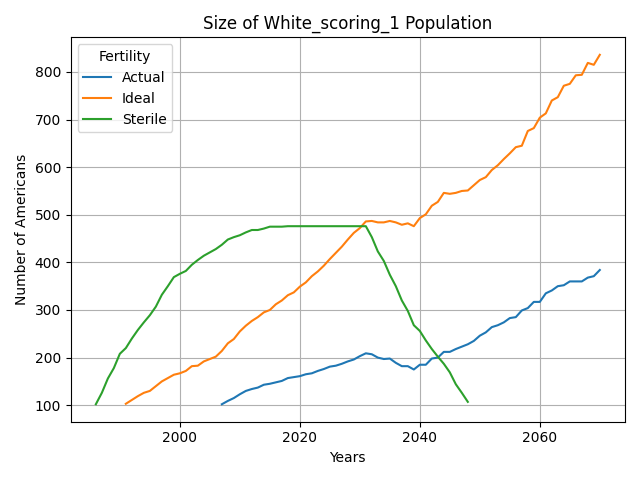 Size of White_scoring_1 Population
Fertility
Actual
Ideal
Sterile
800
700
600
500
400
300
200
100
Number of Americans
2000
2020
2040
2060
Years